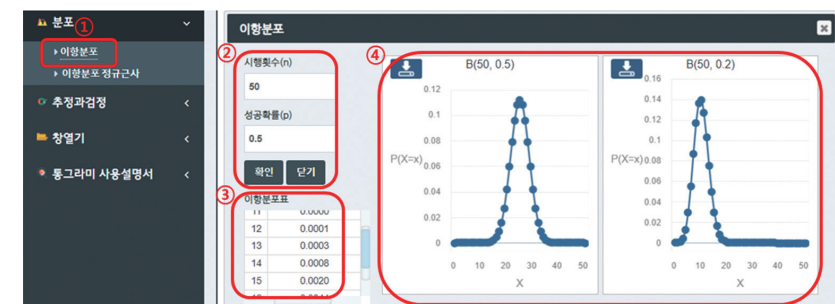 분포
①
이항분포
이항분포 정규근사
추정과검정
창열기
통그라미 사용설명서
이항분포
②
시행횟수(n)
50
성공확률(p)
0.5
확인
닫기
③
이항분포표
11 0.0000
12 0.0001
13 0.0003
14 0.0008
15 0.0020
④
B(50, 0.5)
0.12
0.1
0.08
P(X=x)
0.06
0.04
0.02
0
0 10 20 30 40 50
X
B(50, 0.2)
0.16
0.14
0.12
0.1
P(X=x) 0.08
0.06
0.04
0.02
0
0 10 20 30 40 50
X